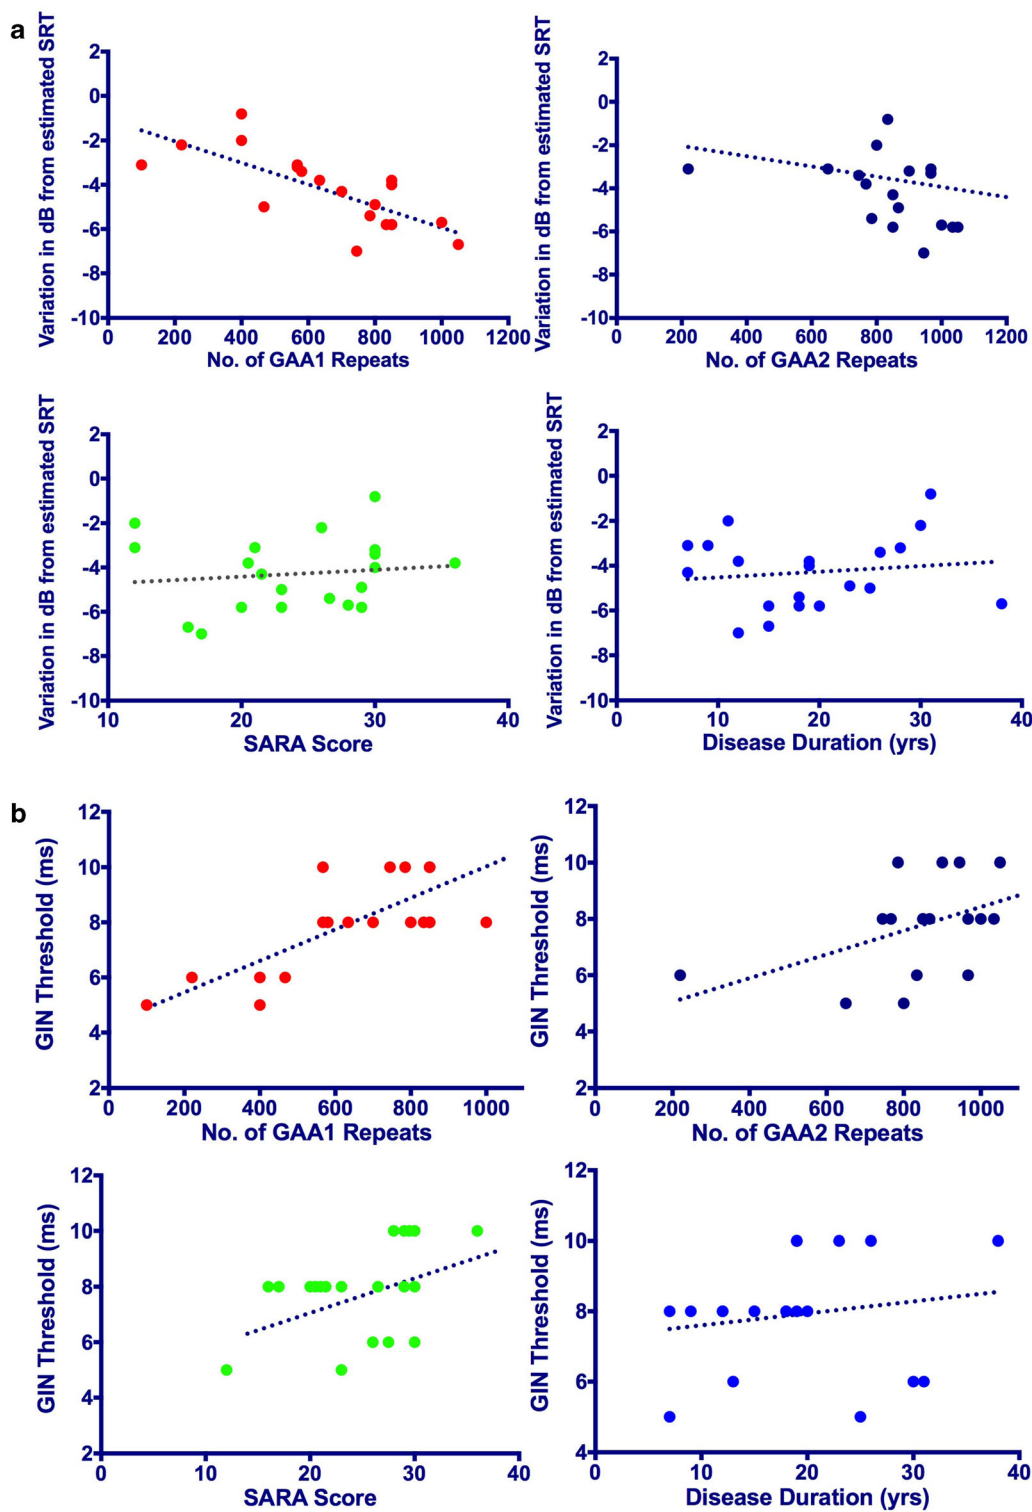 a
Variation in dB from estimated SRT
2
0
-2
-4
-6
-8
-10
0 200 400 600 800 1000 1200
No. of GAA1 Repeats
Variation in dB from estimated SRT
2
0
-2
-4
-6
-8
-10
0 200 400 600 800 1000 1200
No. of GAA2 Repeats
Variation in dB from estimated SRT
2
0
-2
-4
-6
-8
-10
10 20 30 40
SARA Score
Variation in dB from estimated SRT
2
0
-2
-4
-6
-8
-10
0 10 20 30 40
Disease Duration (yrs)
b
GIN Threshold (ms)
12
10
8
6
4
2
0 200 400 600 800 1000
No. of GAA1 Repeats
GIN Threshold (ms)
12
10
8
6
4
2
0 200 400 600 800 1000
No. of GAA2 Repeats
GIN Threshold (ms)
12
10
8
6
4
2
0 10 20 30 40
SARA Score
GIN Threshold (ms)
12
10
8
6
4
0 10 20 30 40
Disease Duration (yrs)